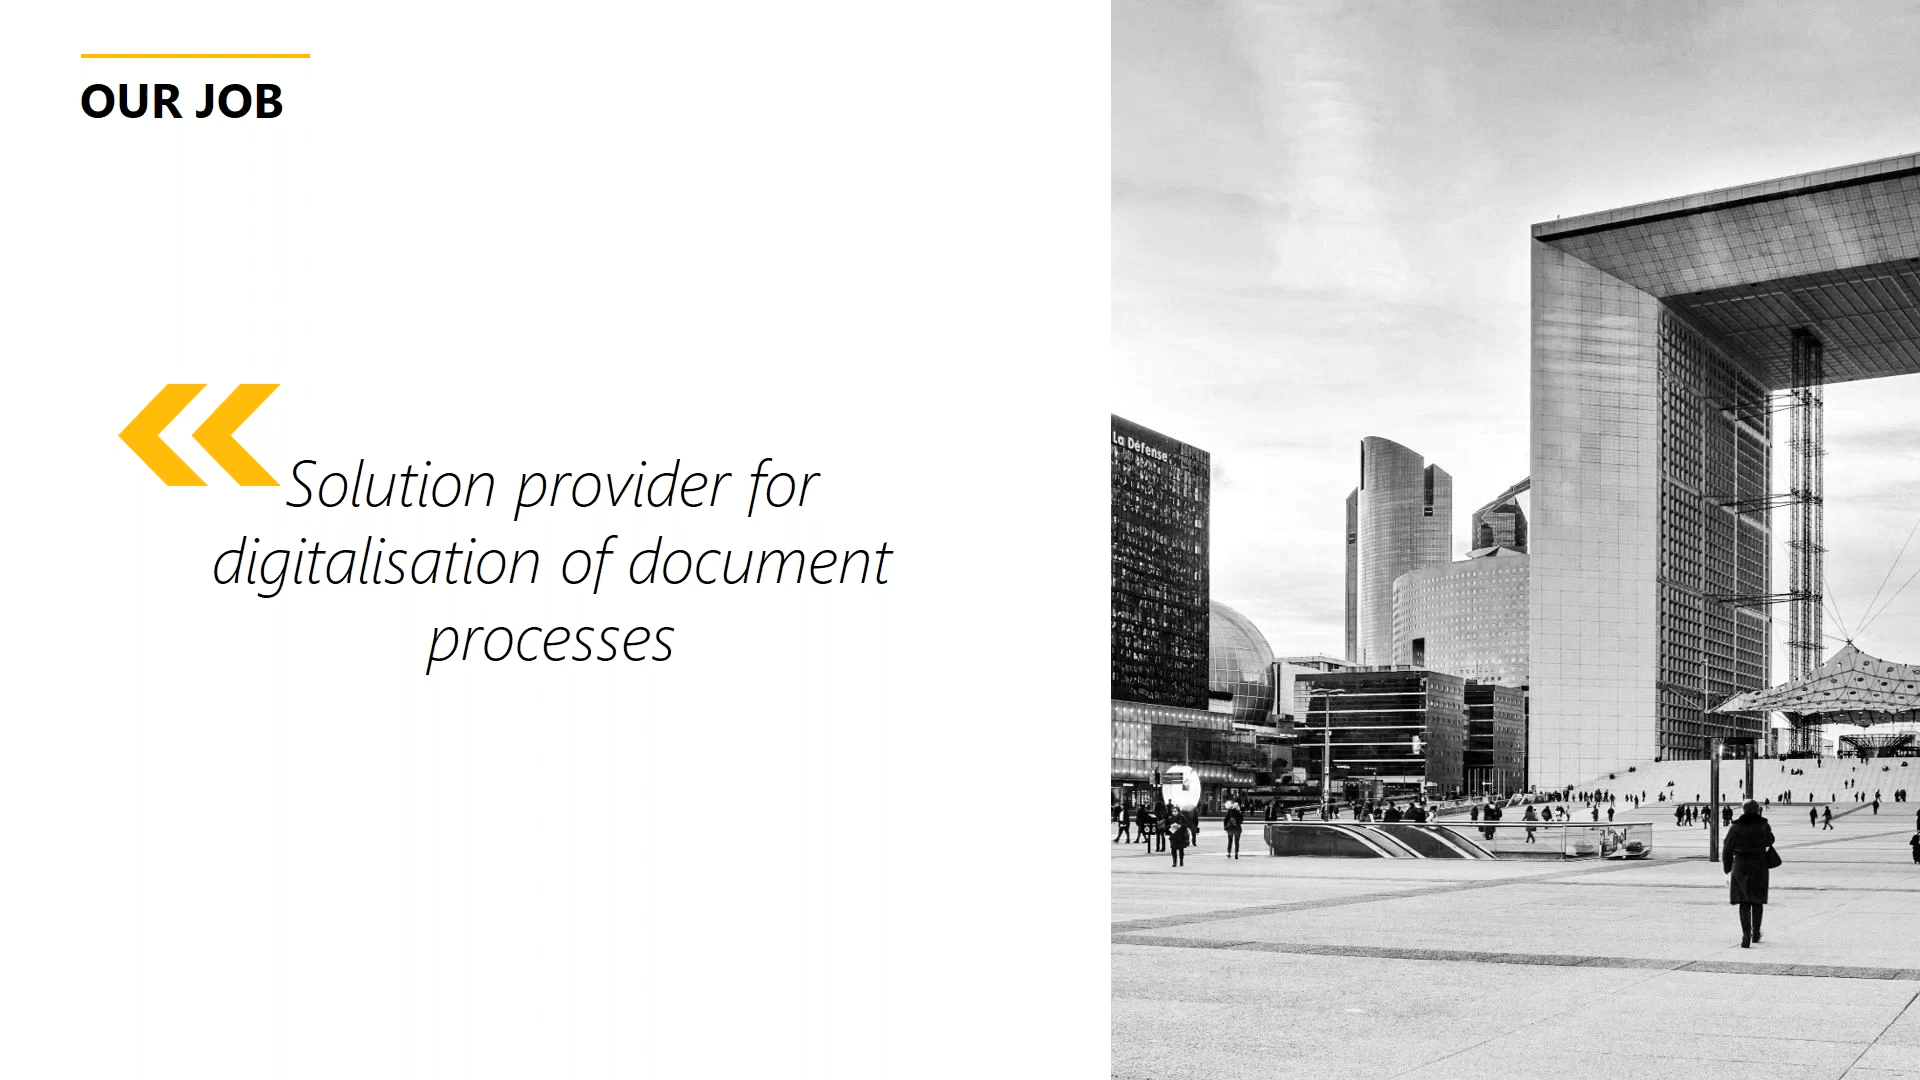 OUR JOB
Solution provider for
digitalisation of document
processes
La Défense